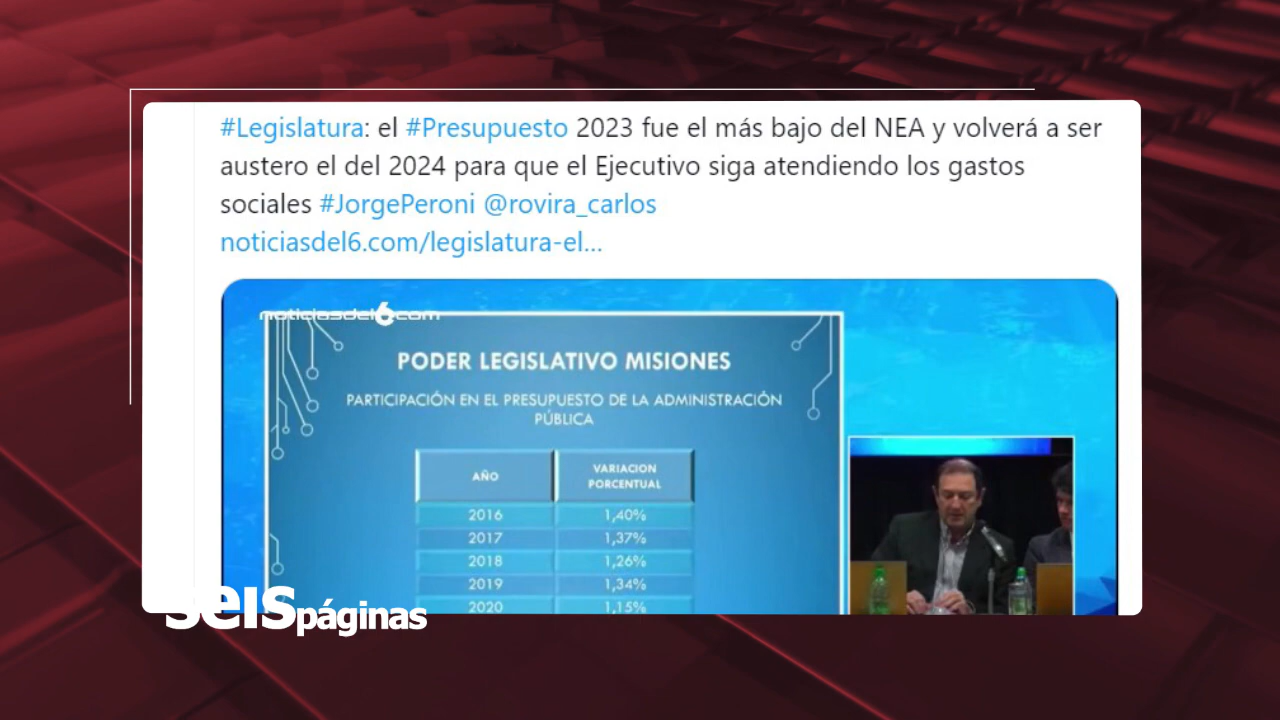 #Legislatura: el #Presupuesto 2023 fue el más bajo del NEA y volverá a ser
austero el del 2024 para que el Ejecutivo siga atendiendo los gastos
sociales #JorgePeroni @rovira_carlos
noticiasdel6.com/legislatura-el...
noticiasdel6.com
PODER LEGISLATIVO MISIONES
PARTICIPACIÓN EN EL PRESUPUESTO DE LA ADMINISTRACIÓN
PÚBLICA
AÑO VARIACION
PORCENTUAL
2016 1,40%
2017 1,37%
2018 1,26%
2019 1,34%
2020 1,15%
seis páginas